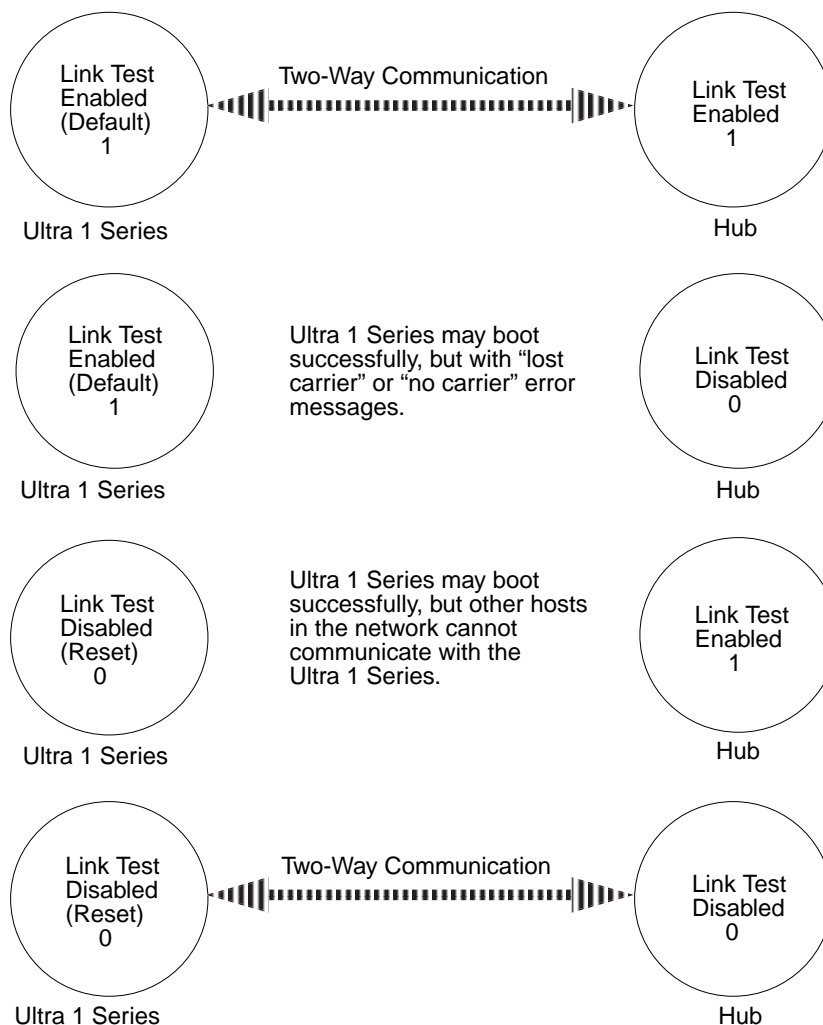 Link Test
Enabled
(Default)
1
Two-Way Communication
Link Test
Enabled
1
Ultra 1 Series
Hub
Link Test
Enabled
(Default)
1
Ultra 1 Series may boot
successfully, but with “lost
carrier” or “no carrier” error
messages.
Link Test
Disabled
0
Ultra 1 Series
Hub
Link Test
Disabled
(Reset)
0
Ultra 1 Series may boot
successfully, but other hosts
in the network cannot
communicate with the
Ultra 1 Series.
Link Test
Enabled
1
Ultra 1 Series
Hub
Link Test
Disabled
(Reset)
0
Two-Way Communication
Link Test
Disabled
0
Ultra 1 Series
Hub